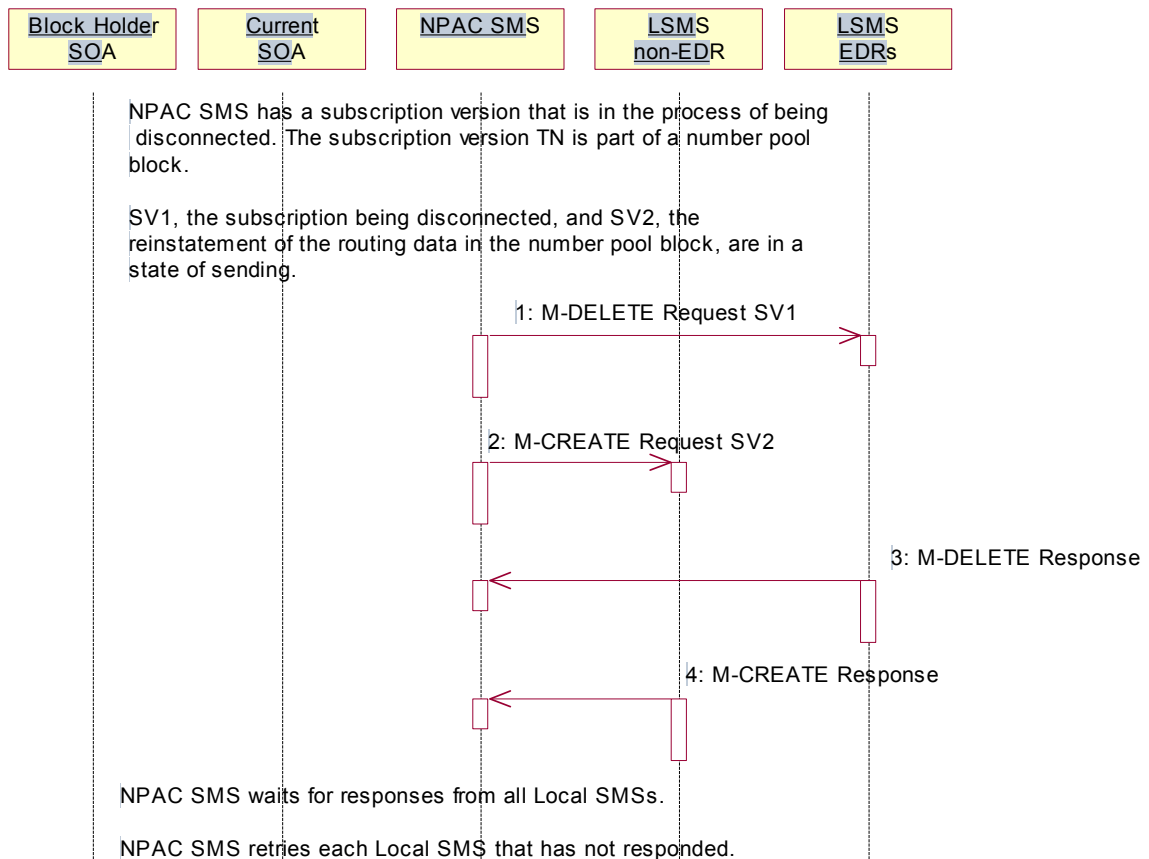 Block Holder
SOA
Current
SOA
NPAC SMS
LSMS
non-EDR
LSMS
EDRs
NPAC SMS has a subscription version that is in the process of being
disconnected. The subscription version TN is part of a number pool
block.
SV1, the subscription being disconnected, and SV2, the
reinstatement of the routing data in the number pool block, are in a
state of sending.
1: M-DELETE Request SV1
2: M-CREATE Request SV2
3: M-DELETE Response
4: M-CREATE Response
NPAC SMS waits for responses from all Local SMSs.
NPAC SMS retries each Local SMS that has not responded.